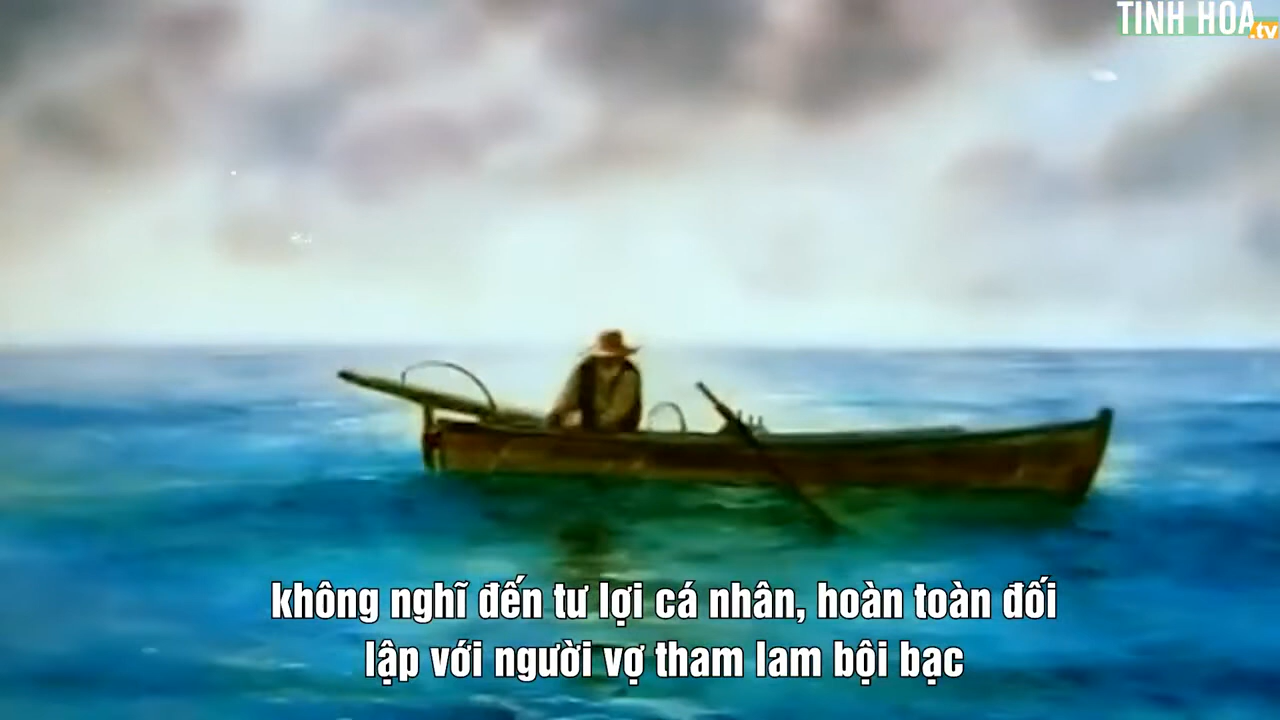 TINH HOA
.tv
không nghĩ đến tư lợi cá nhân, hoàn toàn đối
lập với người vợ tham lam bội bạc